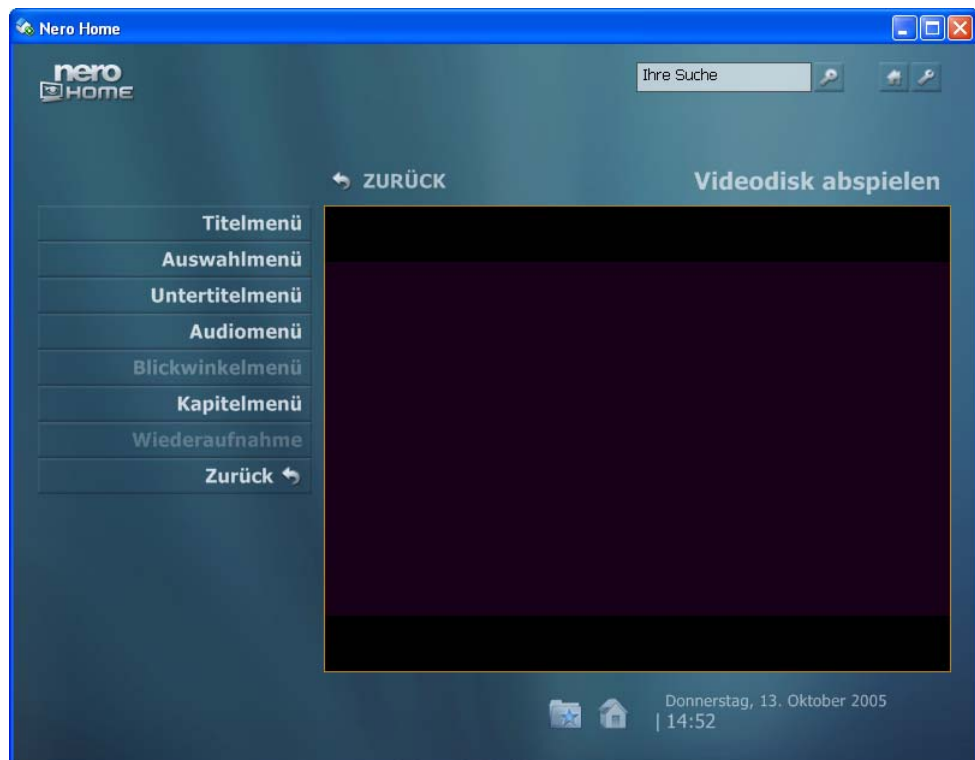 Nero Home
nero
HOME
Ihre Suche
ZURÜCK
Videodisk abspielen
Titelmenü
Auswahlmenü
Untertitelmenü
Audiomenü
Blickwinkelmenü
Kapitelmenü
Wiederaufnahme
Zurück
Donnerstag, 13. Oktober 2005
| 14:52